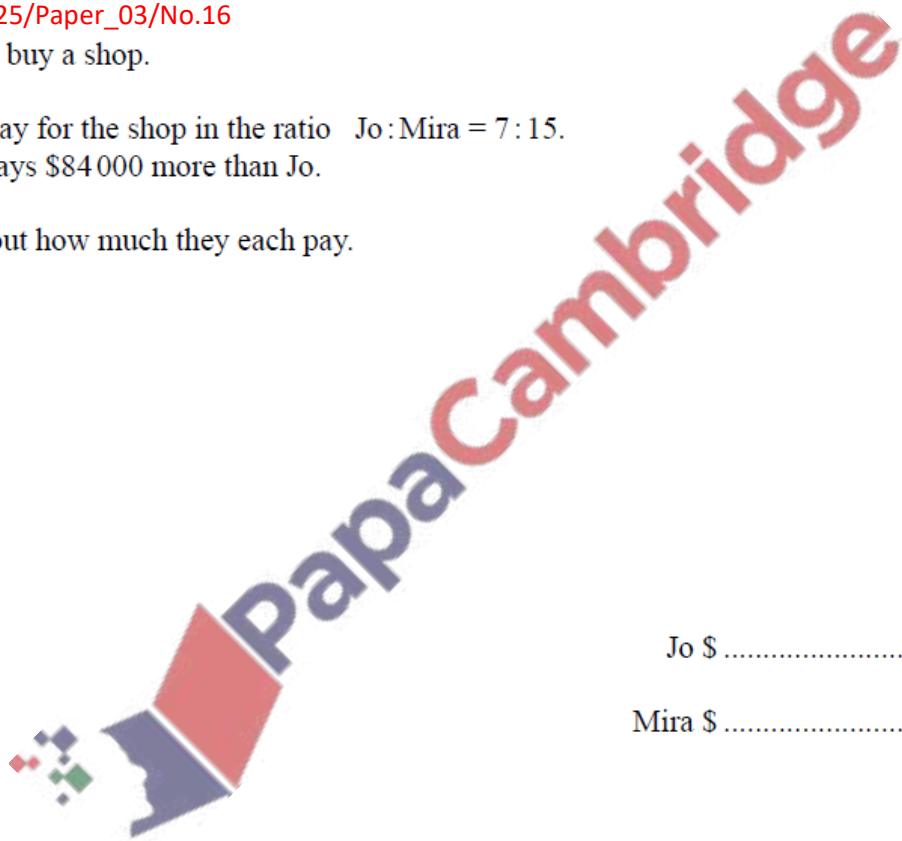 25/Paper_03/No.16
buy a shop.
ay for the shop in the ratio Jo : Mira = 7 : 15.
ays $84 000 more than Jo.
out how much they each pay.
PapaCambridge
Jo $ .......................
Mira $ .......................